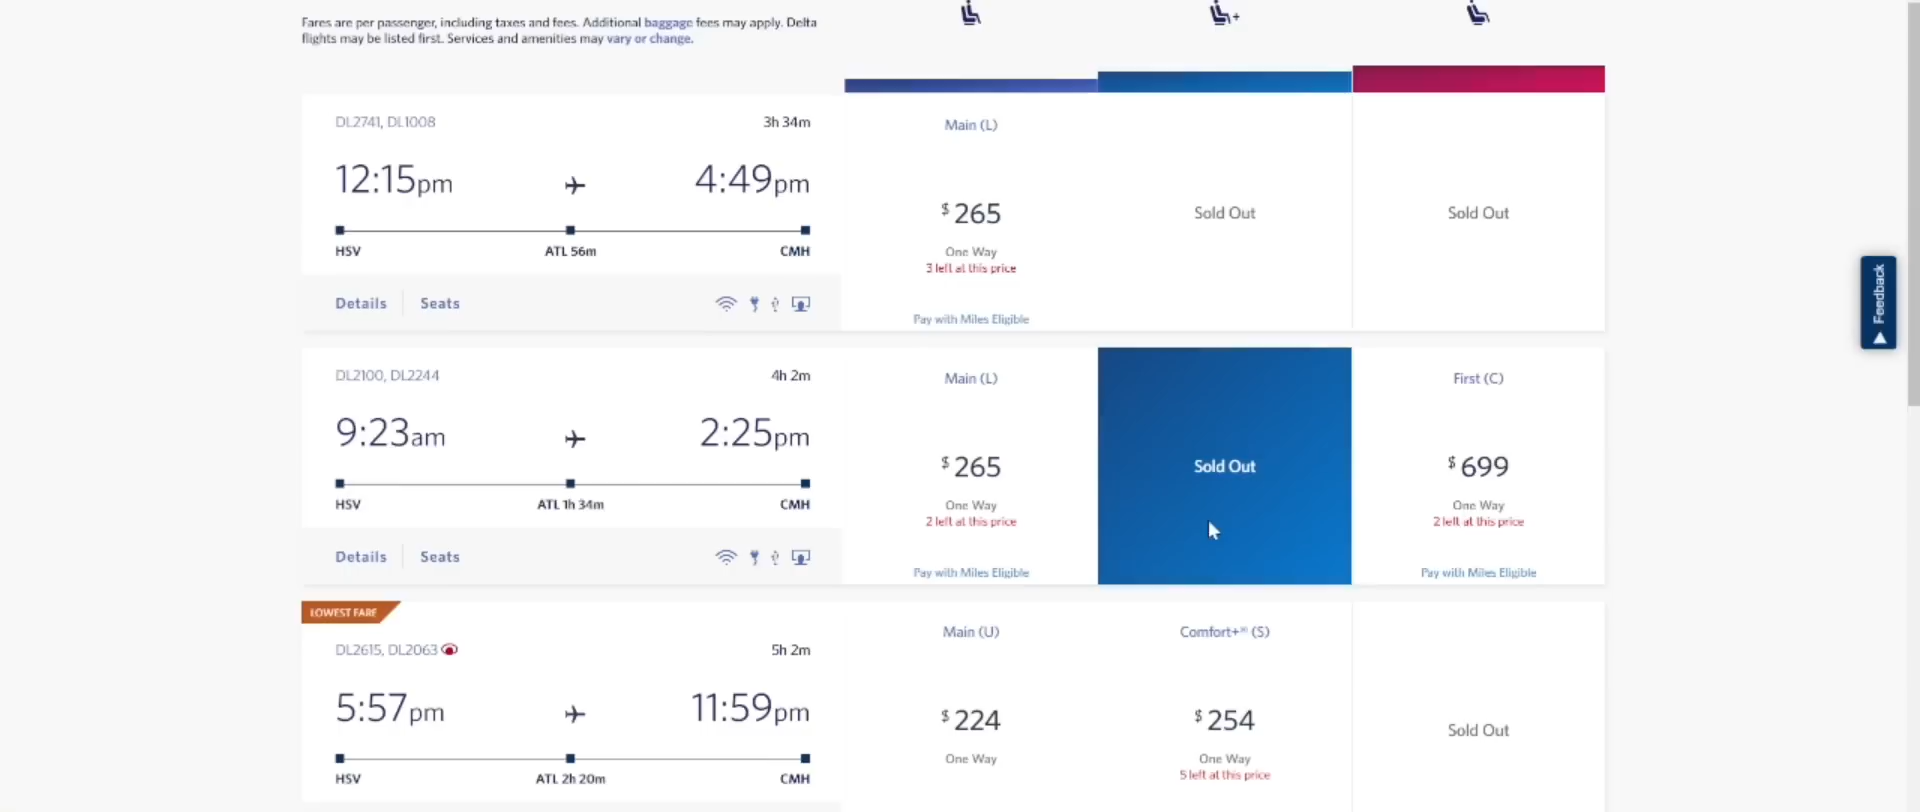 Fares are per passenger, including taxes and fees. Additional baggage fees may apply. Delta
flights may be listed first. Services and amenities may vary or change.
DL2741, DL1008
3h 34m
12:15pm
4:49pm
HSV
ATL 56m
CMH
Details
Seats
Main (L)
$265
One Way
3 left at this price
Pay with Miles Eligible
Sold Out
Sold Out
DL2100, DL2244
4h 2m
9:23am
2:25pm
HSV
ATL 1h 34m
CMH
Details
Seats
Main (L)
$265
One Way
2 left at this price
Pay with Miles Eligible
Sold Out
First (C)
$699
One Way
2 left at this price
Pay with Miles Eligible
LOWEST FARE
DL2615, DL2063
5h 2m
5:57pm
11:59pm
HSV
ATL 2h 20m
CMH
Main (U)
$224
One Way
Comfort+℠ (S)
$254
One Way
5 left at this price
Sold Out
Feedback